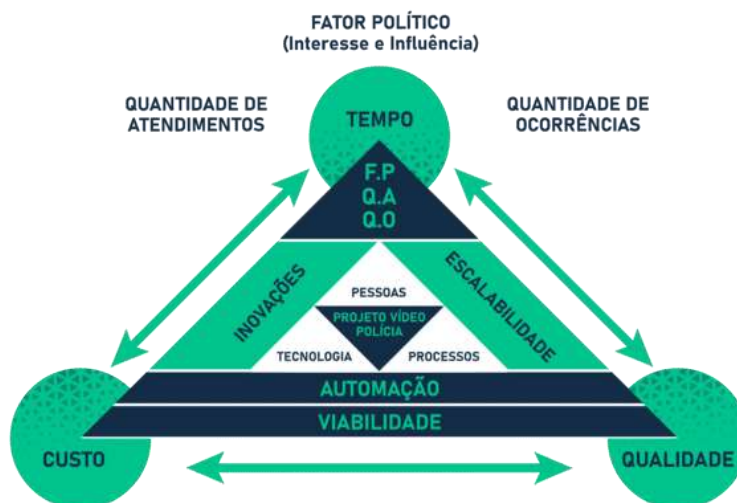 FATOR POLÍTICO
(Interesse e Influência)
QUANTIDADE DE
ATENDIMENTOS
QUANTIDADE DE
OCORRÊNCIAS
TEMPO
F.P
Q.A
Q.O
INOVAÇÕES
ESCALABILIDADE
PESSOAS
PROJETO VÍDEO
POLÍCIA
TECNOLOGIA
PROCESSOS
AUTOMAÇÃO
VIABILIDADE
CUSTO
QUALIDADE